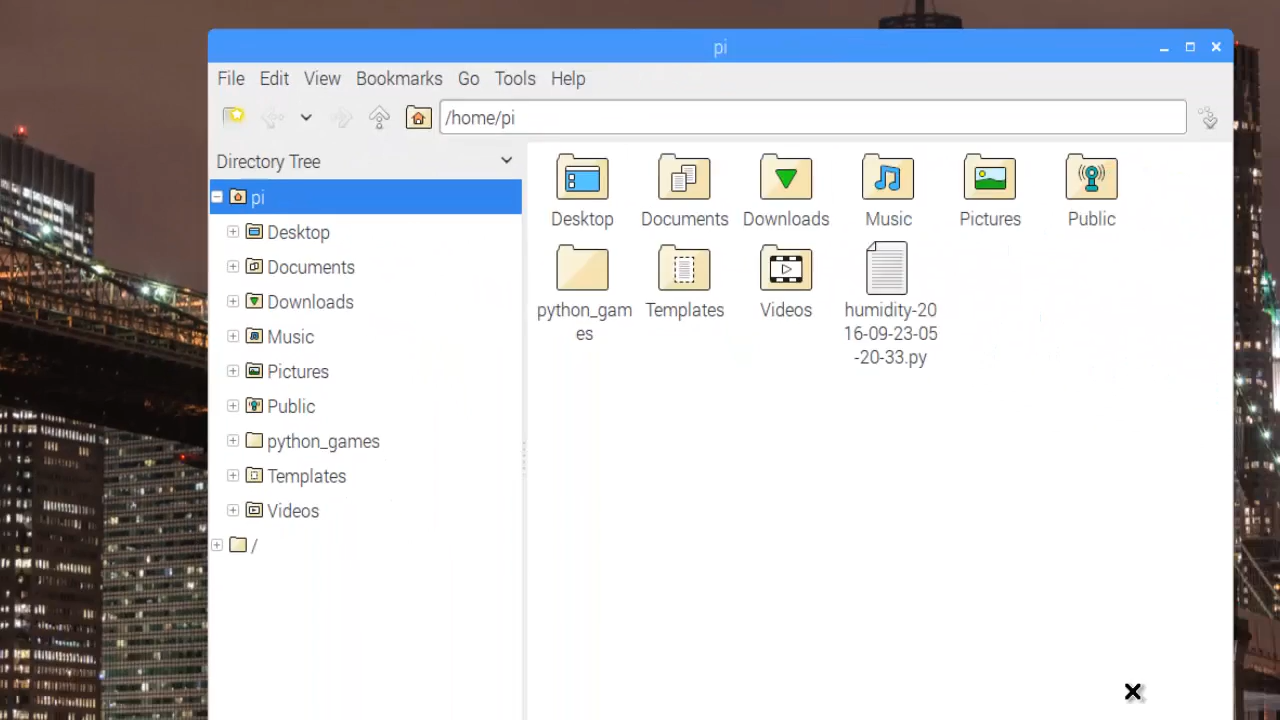 pi
File Edit View Bookmarks Go Tools Help
/home/pi
Directory Tree
pi
Desktop
Documents
Downloads
Music
Pictures
Public
python_games
Templates
Videos
/
Desktop Documents Downloads Music Pictures Public
python_gam
es
Templates
Videos
humidity-20
16-09-23-05
-20-33.py